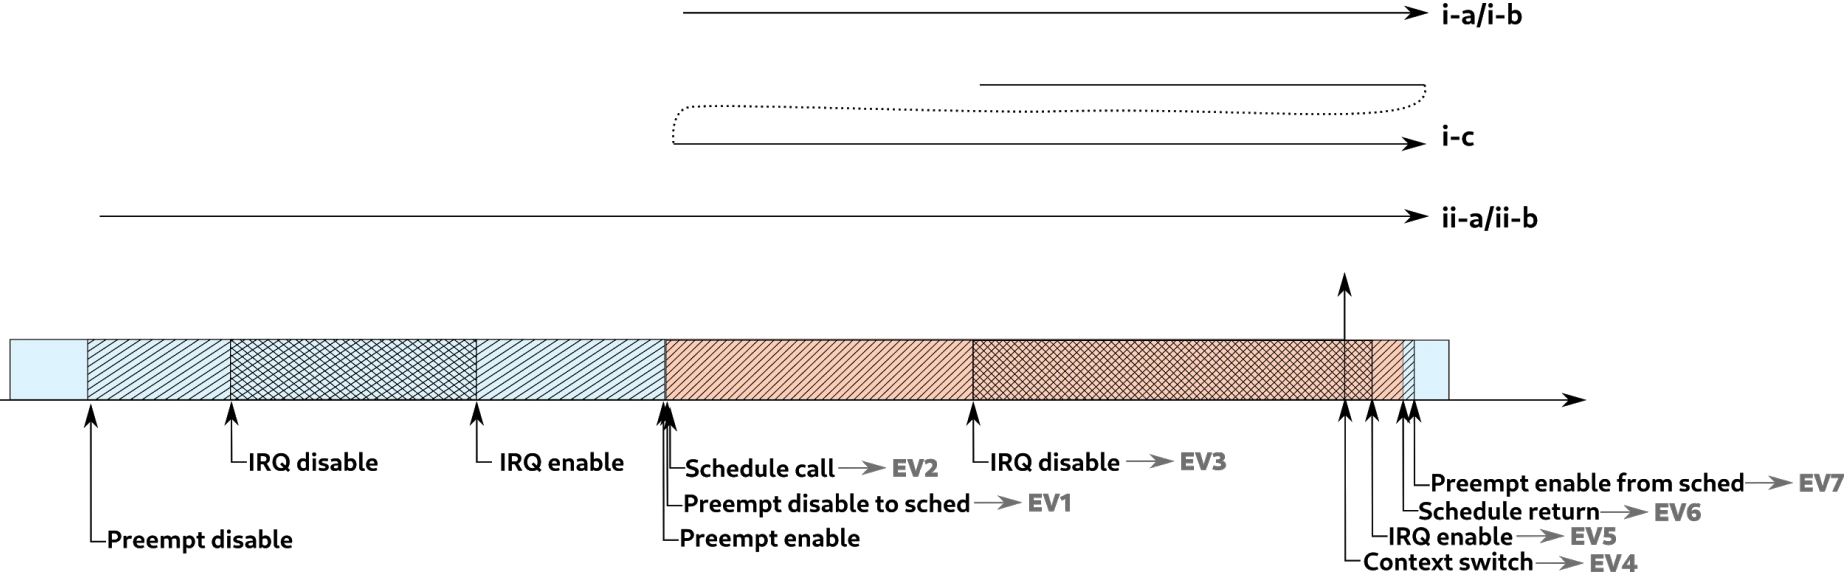 i-a/i-b
i-c
ii-a/ii-b
IRQ disable
IRQ enable
Schedule call EV2
IRQ disable EV3
Preempt disable to sched EV1
Preempt enable from sched EV7
Schedule return EV6
Preempt disable
Preempt enable
IRQ enable EV5
Context switch EV4